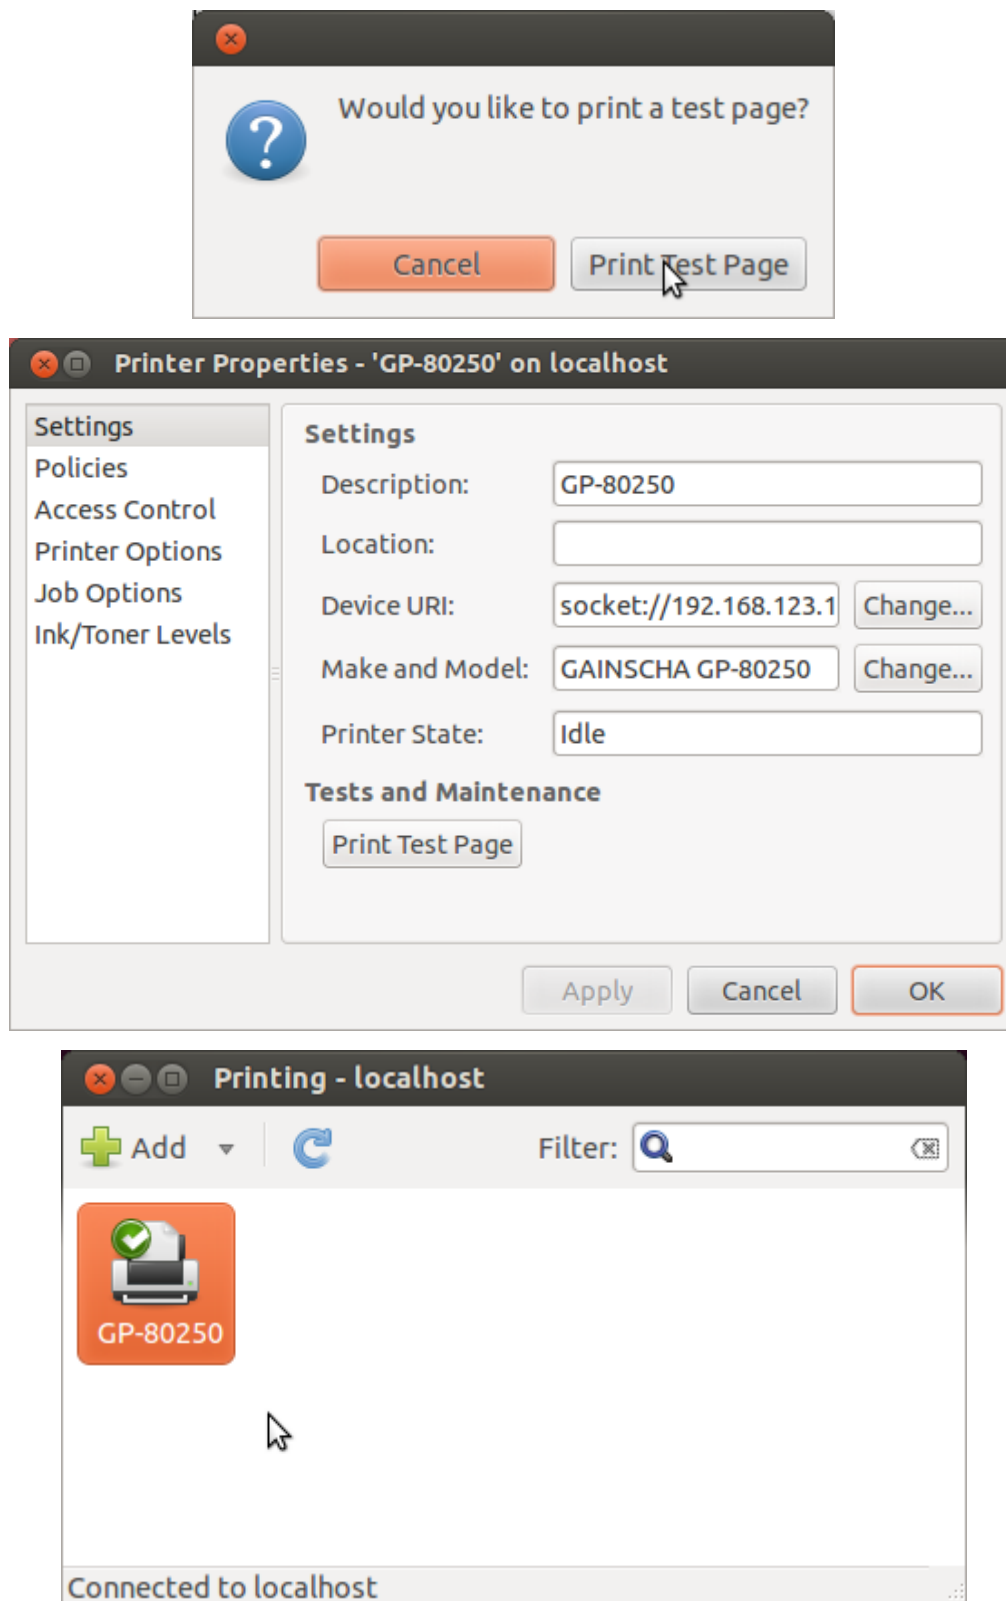 Would you like to print a test page?
Cancel
Print Test Page
Printer Properties - 'GP-80250' on localhost
Settings
Policies
Access Control
Printer Options
Job Options
Ink/Toner Levels
Settings
Description: GP-80250
Location:
Device URI: socket://192.168.123.1 Change...
Make and Model: GAINSCHA GP-80250 Change...
Printer State: Idle
Tests and Maintenance
Print Test Page
Apply Cancel OK
Printing - localhost
Add Filter:
GP-80250
Connected to localhost